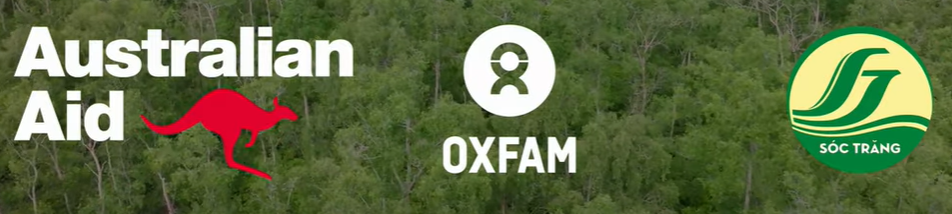 Australian
Aid
OXFAM
SÓC TRĂNG